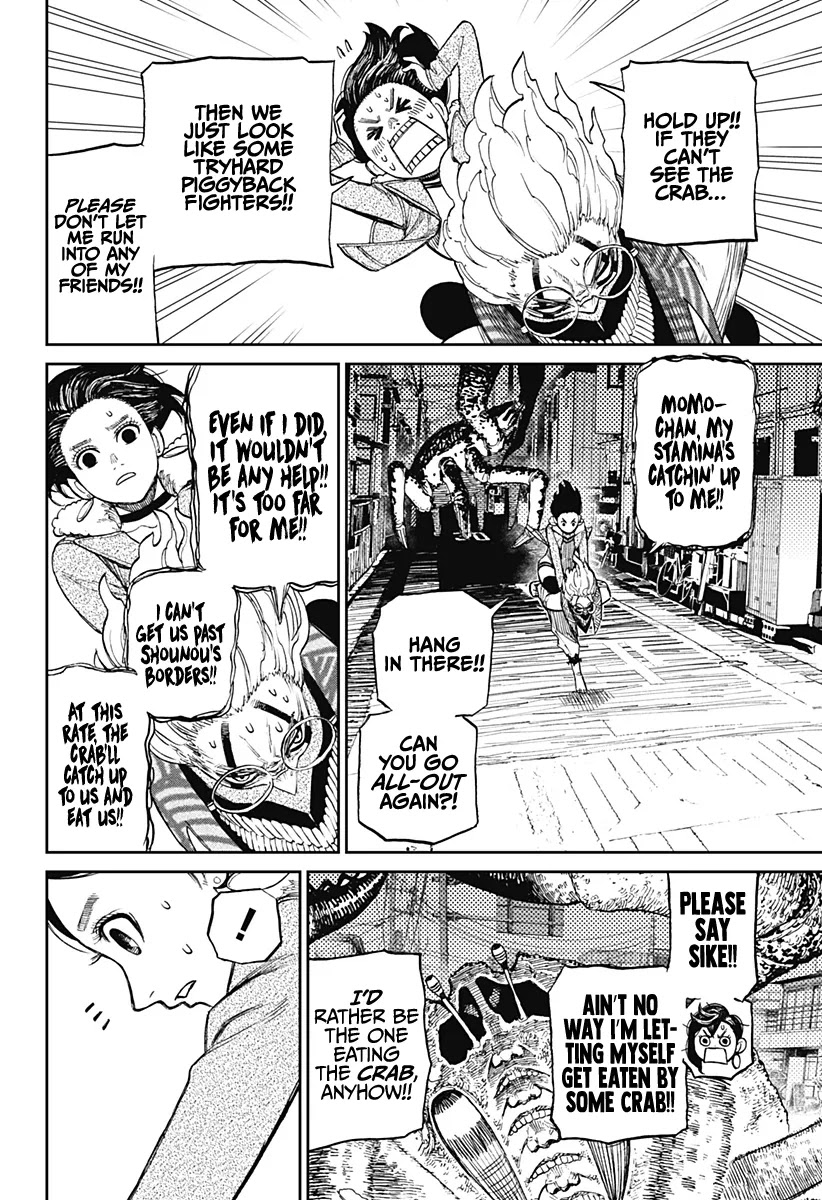 HOLD UP!!
IF THEY
CAN'T
SEE THE
CRAB...
THEN WE
JUST LOOK
LIKE SOME
TRYHARD
PIGGYBACK
FIGHTERS!!
PLEASE
DON'T LET
ME RUN
INTO ANY
OF MY
FRIENDS!!
MOMO-
CHAN, MY
STAMINA'S
CATCHIN' UP
TO ME!!
HANG
IN THERE!!
CAN
YOU GO
ALL-OUT
AGAIN?!
EVEN IF I DID,
IT WOULDN'T
BE ANY HELP!!
IT'S TOO FAR
FOR ME!!
I CAN'T
GET US PAST
SHOUNOU'S
BORDERS!!
AT THIS
RATE, THE
CRAB'LL
CATCH UP
TO US AND
EAT US!!
PLEASE
SAY
SIKE!!
AIN'T NO
WAY I'M LET-
TING MYSELF
GET EATEN BY
SOME CRAB!!
I'D
RATHER BE
THE ONE
EATING
THE CRAB,
ANYHOW!!
!